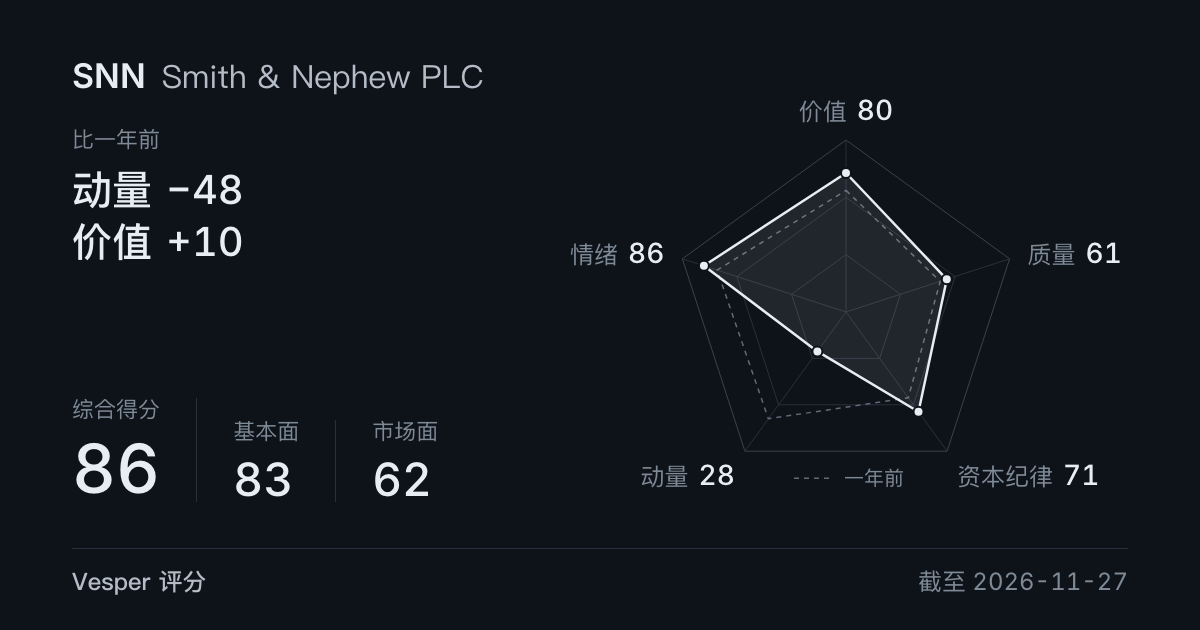 SNN Smith & Nephew PLC
比一年前
动量 −48
价值 +10
价值 80
情绪 86
质量 61
动量 28
一年前
资本纪律 71
综合得分
86
基本面
83
市场面
62
Vesper 评分
截至 2026-11-27